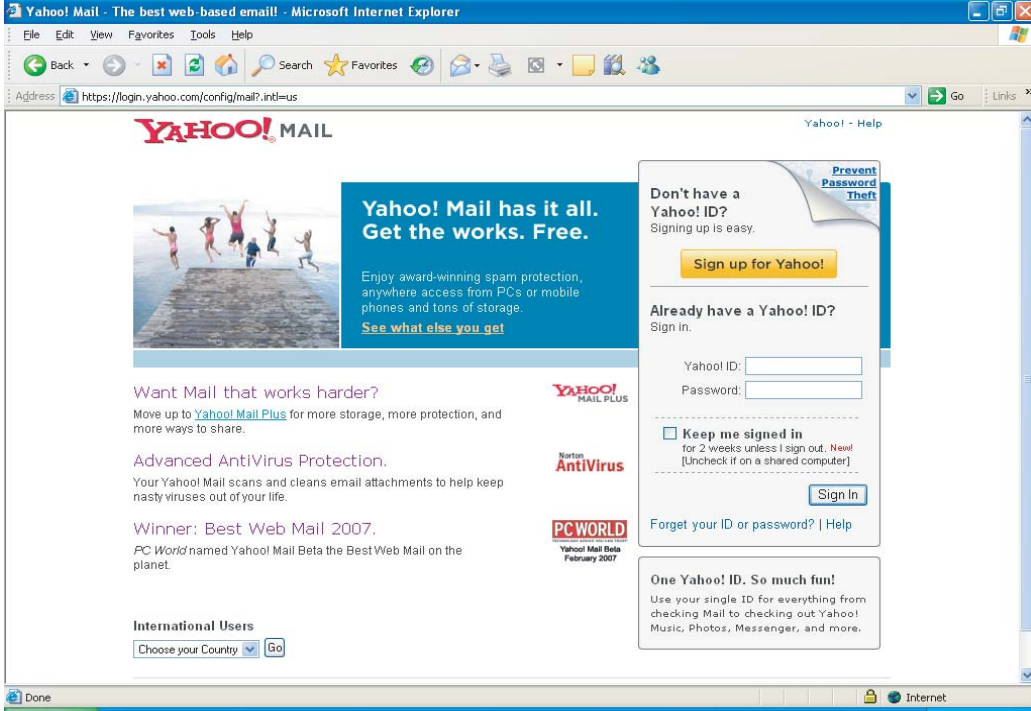 Yahoo! Mail - The best web-based email! - Microsoft Internet Explorer
File Edit View Favorites Tools Help
Back Search Favorites
Address https://login.yahoo.com/config/mail?.intl=us Go Links »
YAHOO! MAIL
Yahoo! - Help
Yahoo! Mail has it all.
Get the works. Free.
Enjoy award-winning spam protection,
anywhere access from PCs or mobile
phones and tons of storage.
See what else you get
Prevent
Password
Theft
Don't have a
Yahoo! ID?
Signing up is easy.
Sign up for Yahoo!
Already have a Yahoo! ID?
Sign in.
Yahoo! ID:
Password:
Keep me signed in
for 2 weeks unless I sign out. New!
[Uncheck if on a shared computer]
Sign In
Forget your ID or password? | Help
Want Mail that works harder?
Move up to Yahoo! Mail Plus for more storage, more protection, and
more ways to share.
YAHOO!
MAIL PLUS
Advanced AntiVirus Protection.
Your Yahoo! Mail scans and cleans email attachments to help keep
nasty viruses out of your life.
Norton
AntiVirus
Winner: Best Web Mail 2007.
PC World named Yahoo! Mail Beta the Best Web Mail on the
planet.
PC WORLD
Yahoo! Mail Beta
February 2007
One Yahoo! ID. So much fun!
Use your single ID for everything from
checking Mail to checking out Yahoo!
Music, Photos, Messenger, and more.
International Users
Choose your Country Go
Done Internet